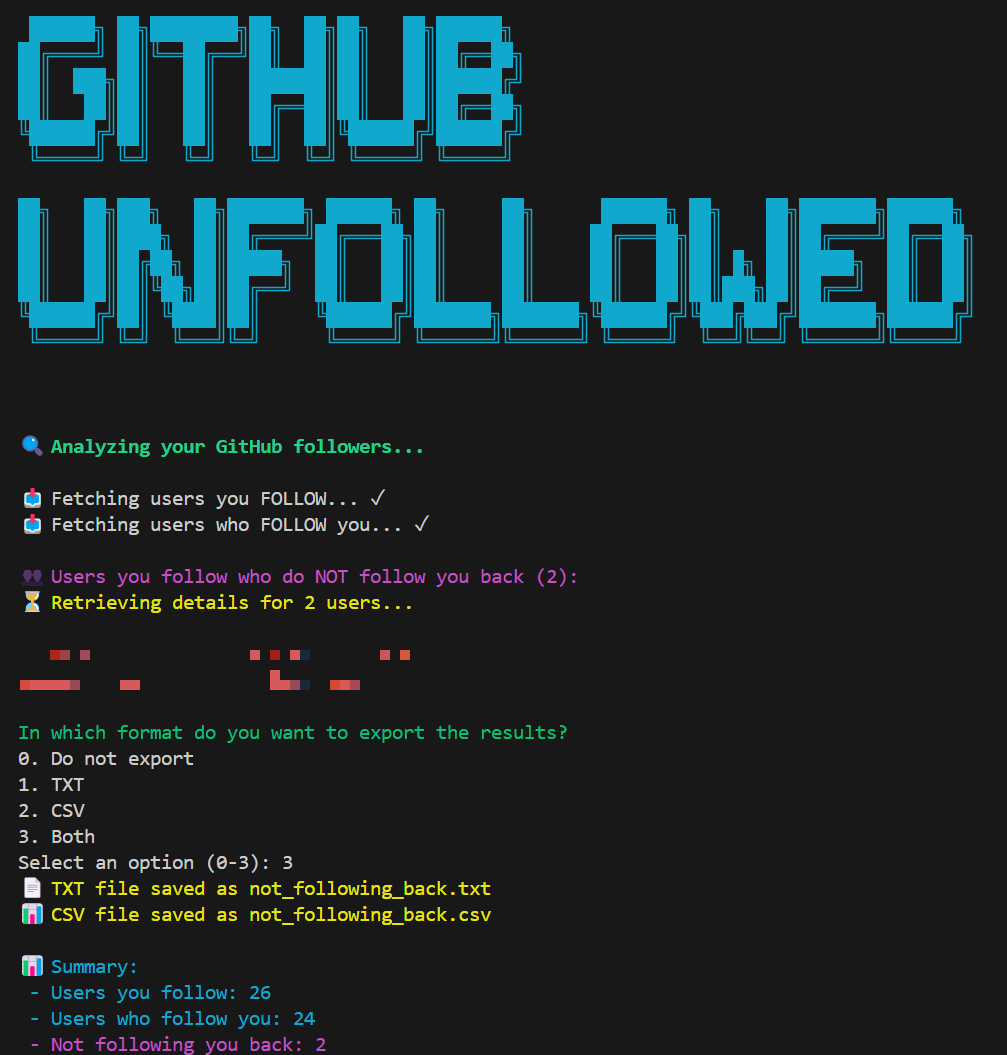 GITHUB
UNFOLLOWED
🔍 Analyzing your GitHub followers...
📥 Fetching users you FOLLOW... ✓
📥 Fetching users who FOLLOW you... ✓
👥 Users you follow who do NOT follow you back (2):
⏳ Retrieving details for 2 users...
In which format do you want to export the results?
0. Do not export
1. TXT
2. CSV
3. Both
Select an option (0-3): 3
📄 TXT file saved as not_following_back.txt
📊 CSV file saved as not_following_back.csv
📊 Summary:
- Users you follow: 26
- Users who follow you: 24
- Not following you back: 2